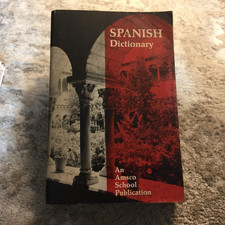 SPANISH
Dictionary
An
Amsco
School
Publication